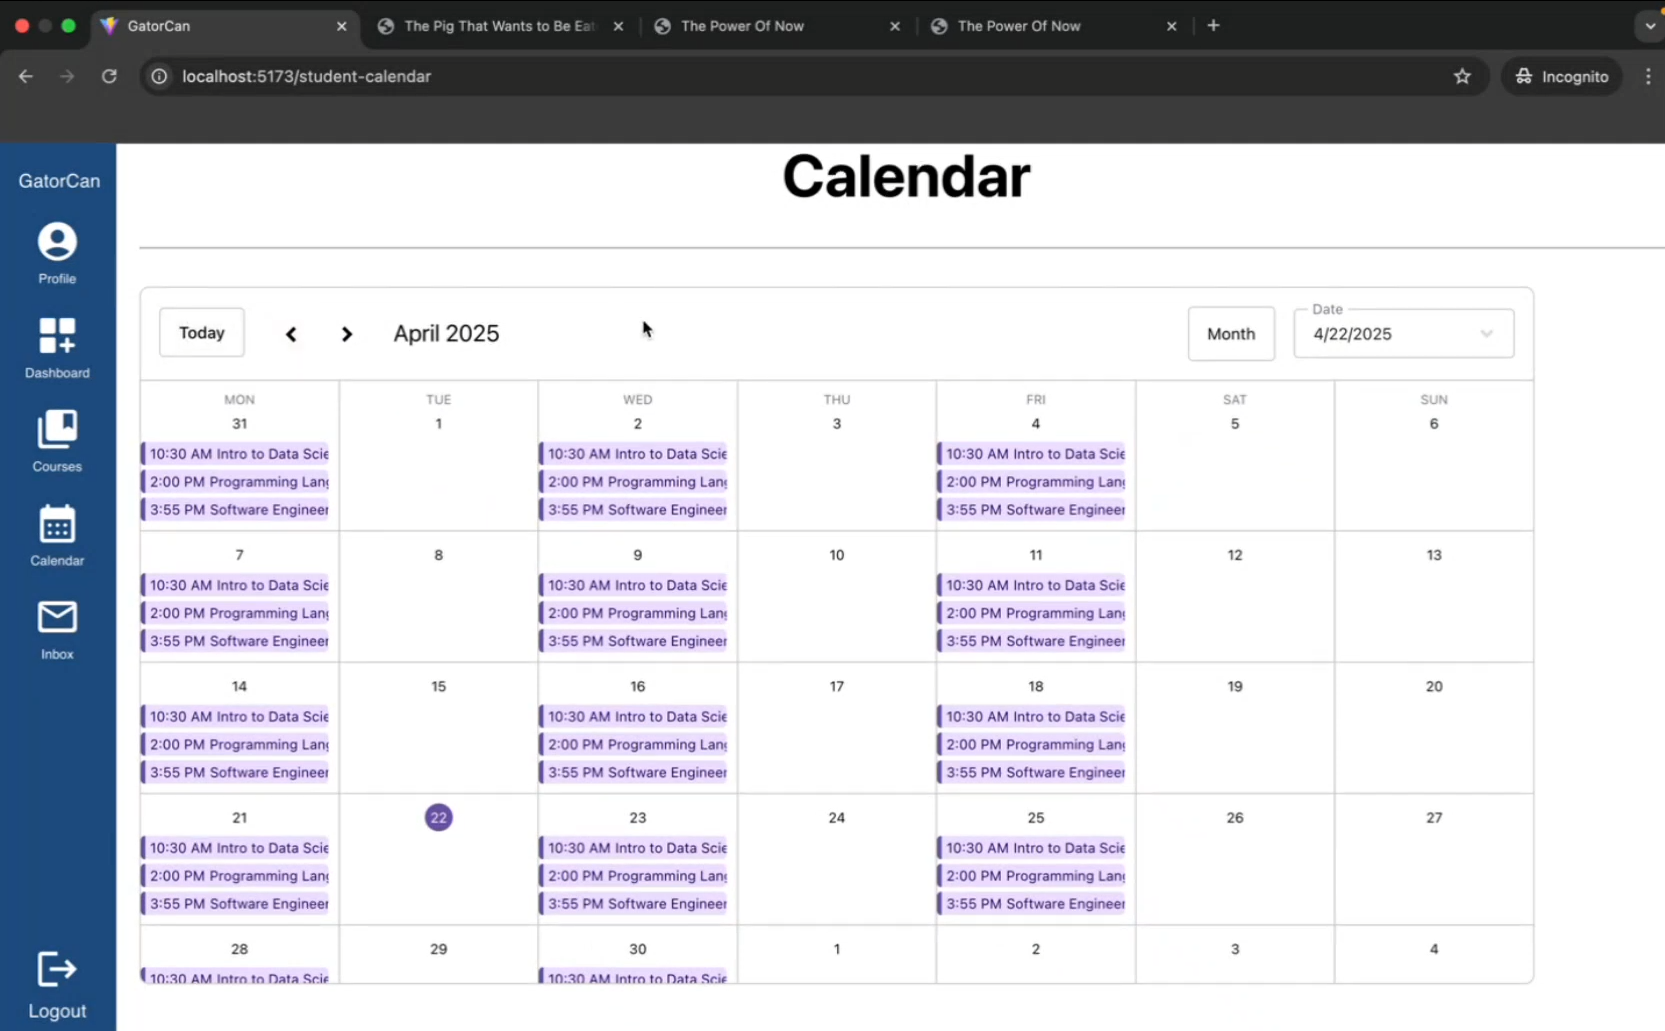 GatorCan
The Pig That Wants to Be Eat
The Power Of Now
The Power Of Now
localhost:5173/student-calendar
Incognito
GatorCan
Profile
Dashboard
Courses
Calendar
Inbox
Logout
Calendar
Today
April 2025
Month
Date
4/22/2025
MON TUE WED THU FRI SAT SUN
31 1 2 3 4 5 6
10:30 AM Intro to Data Scie 10:30 AM Intro to Data Scie 10:30 AM Intro to Data Scie
2:00 PM Programming Lang 2:00 PM Programming Lang 2:00 PM Programming Lang
3:55 PM Software Engineer 3:55 PM Software Engineer 3:55 PM Software Engineer
7 8 9 10 11 12 13
10:30 AM Intro to Data Scie 10:30 AM Intro to Data Scie 10:30 AM Intro to Data Scie
2:00 PM Programming Lang 2:00 PM Programming Lang 2:00 PM Programming Lang
3:55 PM Software Engineer 3:55 PM Software Engineer 3:55 PM Software Engineer
14 15 16 17 18 19 20
10:30 AM Intro to Data Scie 10:30 AM Intro to Data Scie 10:30 AM Intro to Data Scie
2:00 PM Programming Lang 2:00 PM Programming Lang 2:00 PM Programming Lang
3:55 PM Software Engineer 3:55 PM Software Engineer 3:55 PM Software Engineer
21 22 23 24 25 26 27
10:30 AM Intro to Data Scie 10:30 AM Intro to Data Scie 10:30 AM Intro to Data Scie
2:00 PM Programming Lang 2:00 PM Programming Lang 2:00 PM Programming Lang
3:55 PM Software Engineer 3:55 PM Software Engineer 3:55 PM Software Engineer
28 29 30 1 2 3 4
10:30 AM Intro to Data Scie 10:30 AM Intro to Data Scie